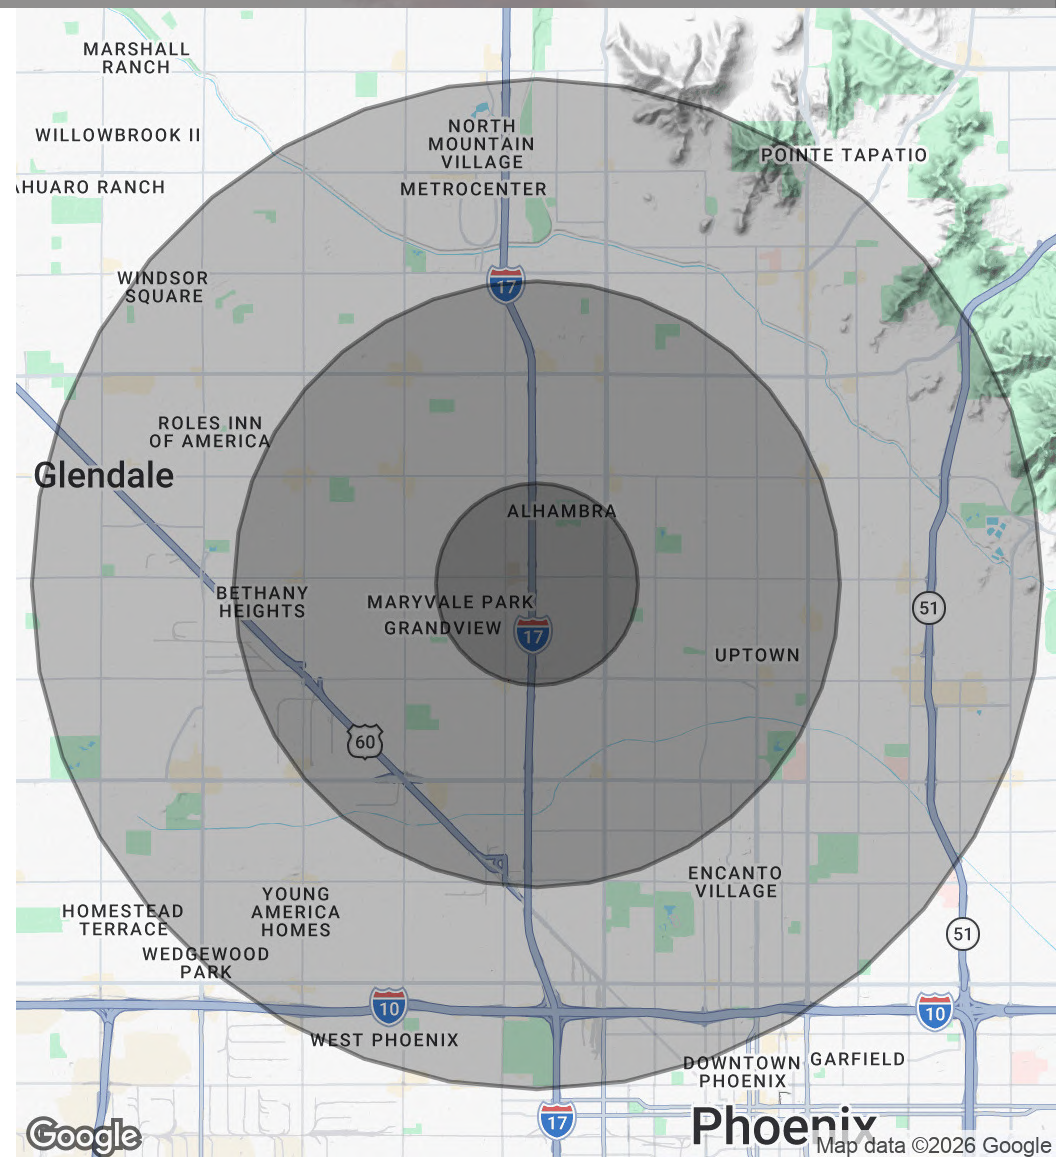 MARSHALL
RANCH
WILLOWBROOK II
NORTH
MOUNTAIN
VILLAGE
POINTE TAPATIO
AHUARO RANCH
METROCENTER
WINDSOR
SQUARE
17
ROLES INN
OF AMERICA
Glendale
ALHAMBRA
BETHANY
HEIGHTS
MARYVALE PARK
GRANDVIEW
17
51
UPTOWN
60
ENCANTO
VILLAGE
YOUNG
AMERICA
HOMES
HOMESTEAD
TERRACE
51
WEDGEWOOD
PARK
10
10
WEST PHOENIX
DOWNTOWN
PHOENIX
GARFIELD
17
Phoenix
Google
Map data ©2026 Google